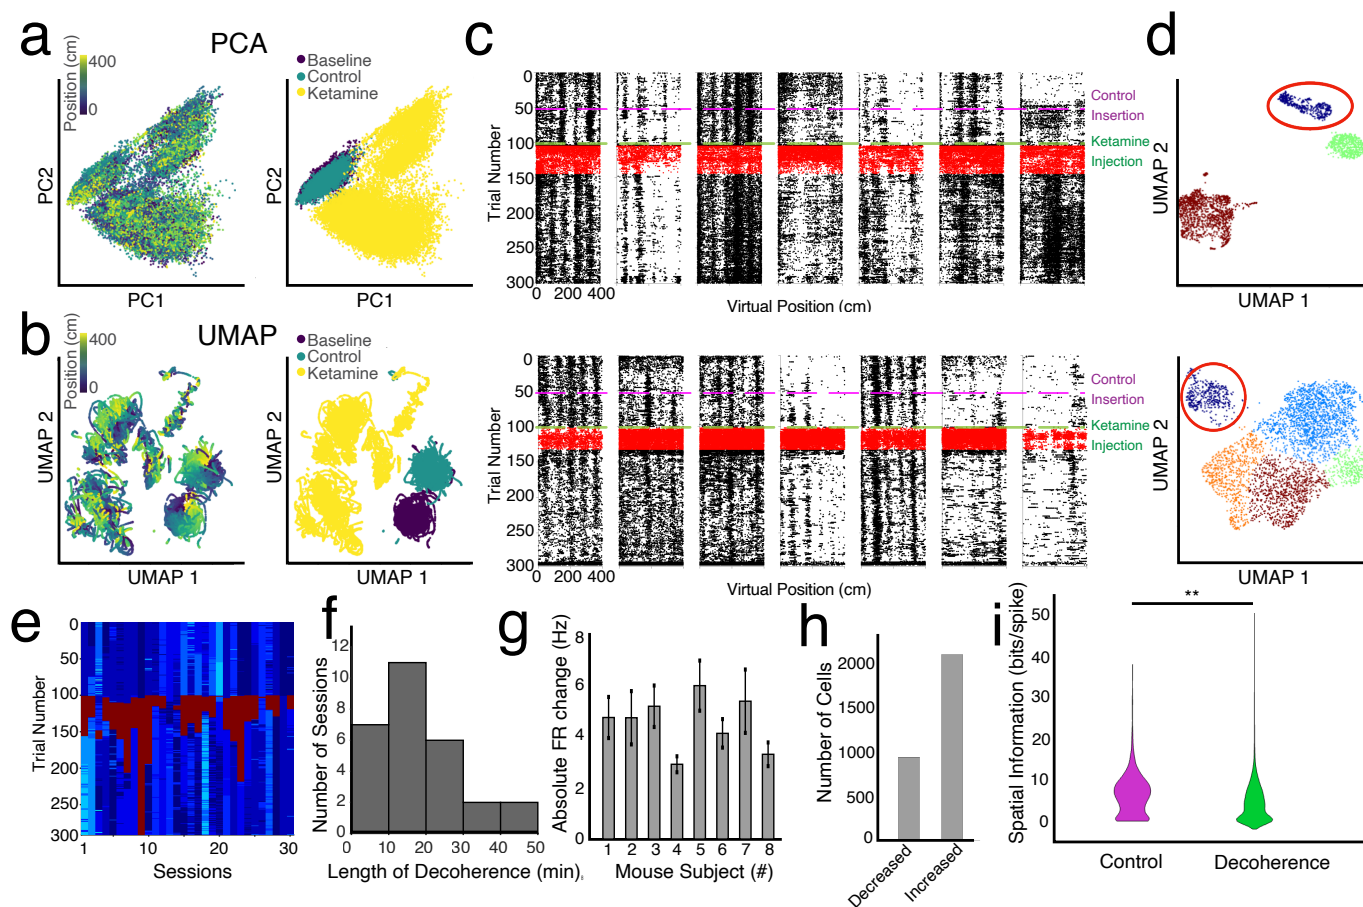 a
PCA
Position (cm)
400
0
PC2
PC1
Baseline
Control
Ketamine
PC2
PC1
c
Trial Number
0
50
100
150
200
250
300
0 200 400
Virtual Position (cm)
Control
Insertion
Ketamine
Injection
d
UMAP 2
UMAP 1
b
UMAP
Position (cm)
400
0
UMAP 2
UMAP 1
Baseline
Control
Ketamine
UMAP 2
UMAP 1
Trial Number
0
50
100
150
200
250
300
0 200 400
Virtual Position (cm)
Control
Insertion
Ketamine
Injection
UMAP 2
UMAP 1
e
Trial Number
0
50
100
150
200
250
300
1 10 20 30
Sessions
f
Number of Sessions
12
10
8
6
4
2
0
0 10 20 30 40 50
Length of Decoherence (min)
g
Absolute FR change (Hz)
8
6
4
2
0
1 2 3 4 5 6 7 8
Mouse Subject (#)
h
Number of Cells
2000
1500
1000
500
0
Decreased
Increased
i
Spatial Information (bits/spike)
50
40
30
20
10
0
**
Control Decoherence